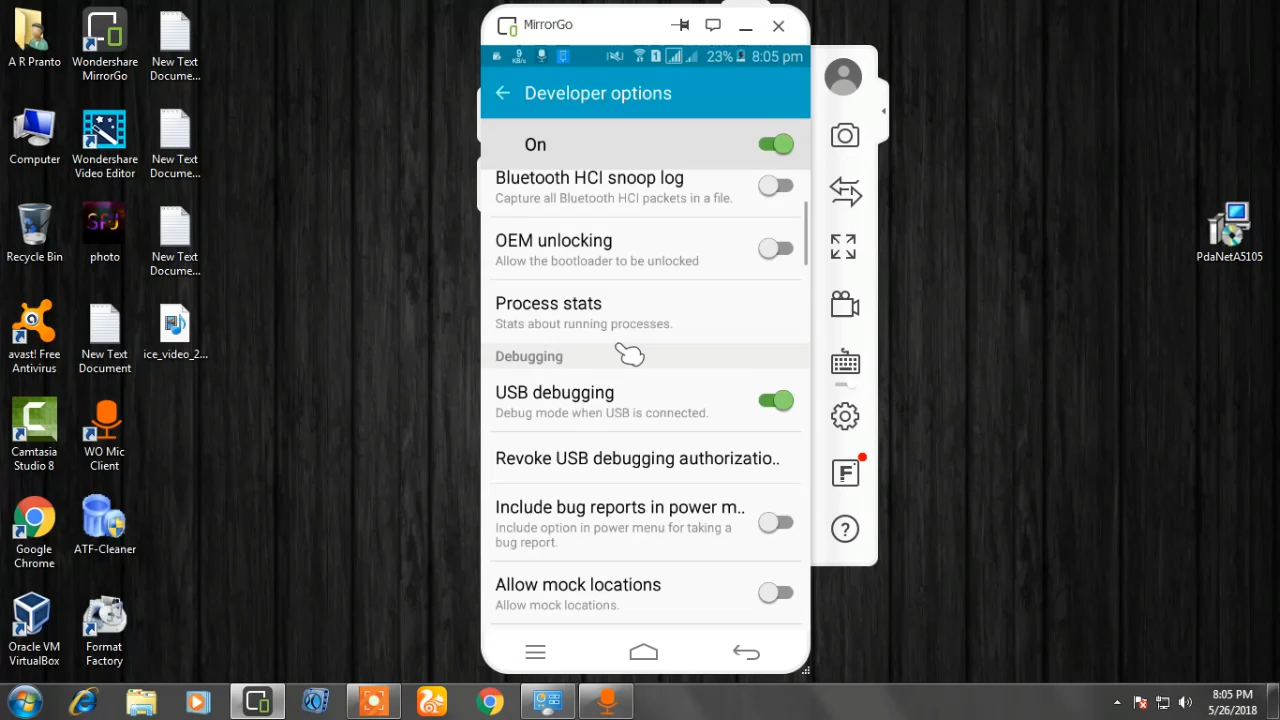 MirrorGo
9
KB/s
1
23%
8:05 pm
Developer options
On
Bluetooth HCI snoop log
Capture all Bluetooth HCI packets in a file.
OEM unlocking
Allow the bootloader to be unlocked
Process stats
Stats about running processes.
Debugging
USB debugging
Debug mode when USB is connected.
Revoke USB debugging authorizatio..
Include bug reports in power m..
Include option in power menu for taking a
bug report.
Allow mock locations
Allow mock locations.
XPrank
Wondershare
MirrorGo
New Text
Docume...
Computer
Wondershare
Video Editor
New Text
Docume...
Recycle Bin
photo
New Text
Docume...
avast! Free
Antivirus
New Text
Document
ice_video_2...
Camtasia
Studio 8
WO Mic
Client
Google
Chrome
ATF-Cleaner
Oracle VM
VirtualBox
Format
Factory
PdaNetA5105
F
?
8:05 PM
5/26/2018